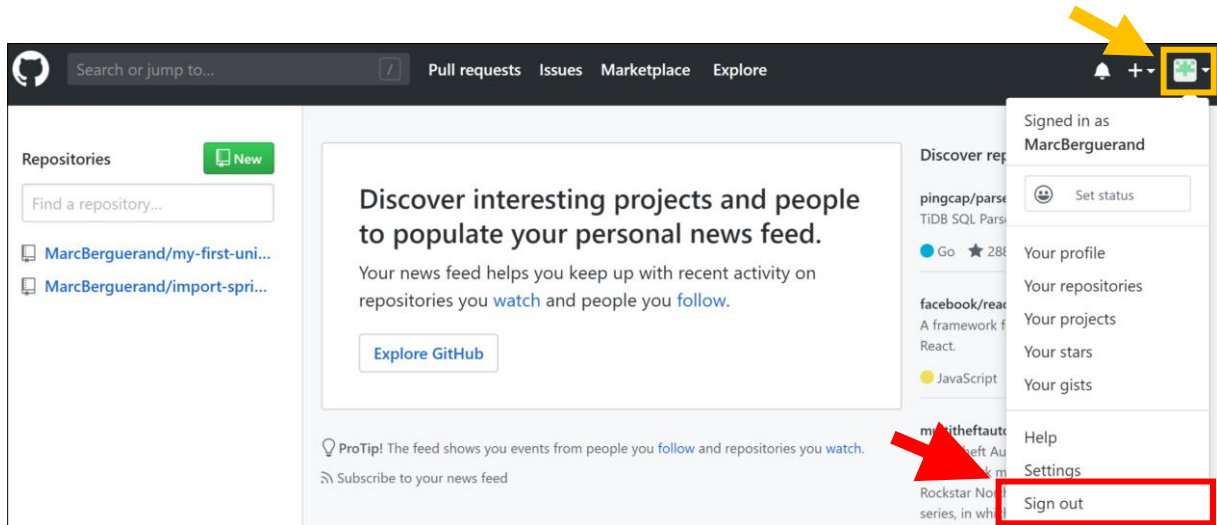 Search or jump to...
/
Pull requests Issues Marketplace Explore
Repositories
New
Find a repository...
MarcBerguerand/my-first-uni...
MarcBerguerand/import-spri...
Discover interesting projects and people
to populate your personal news feed.
Your news feed helps you keep up with recent activity on
repositories you watch and people you follow.
Explore GitHub
ProTip! The feed shows you events from people you follow and repositories you watch.
Subscribe to your news feed
Discover rep
pingcap/parse
TiDB SQL Pars
Go 288
facebook/reac
A framework f
React.
JavaScript
Rockstar Nor
series, in whi
Signed in as
MarcBerguerand
Set status
Your profile
Your repositories
Your projects
Your stars
Your gists
Help
Settings
Sign out